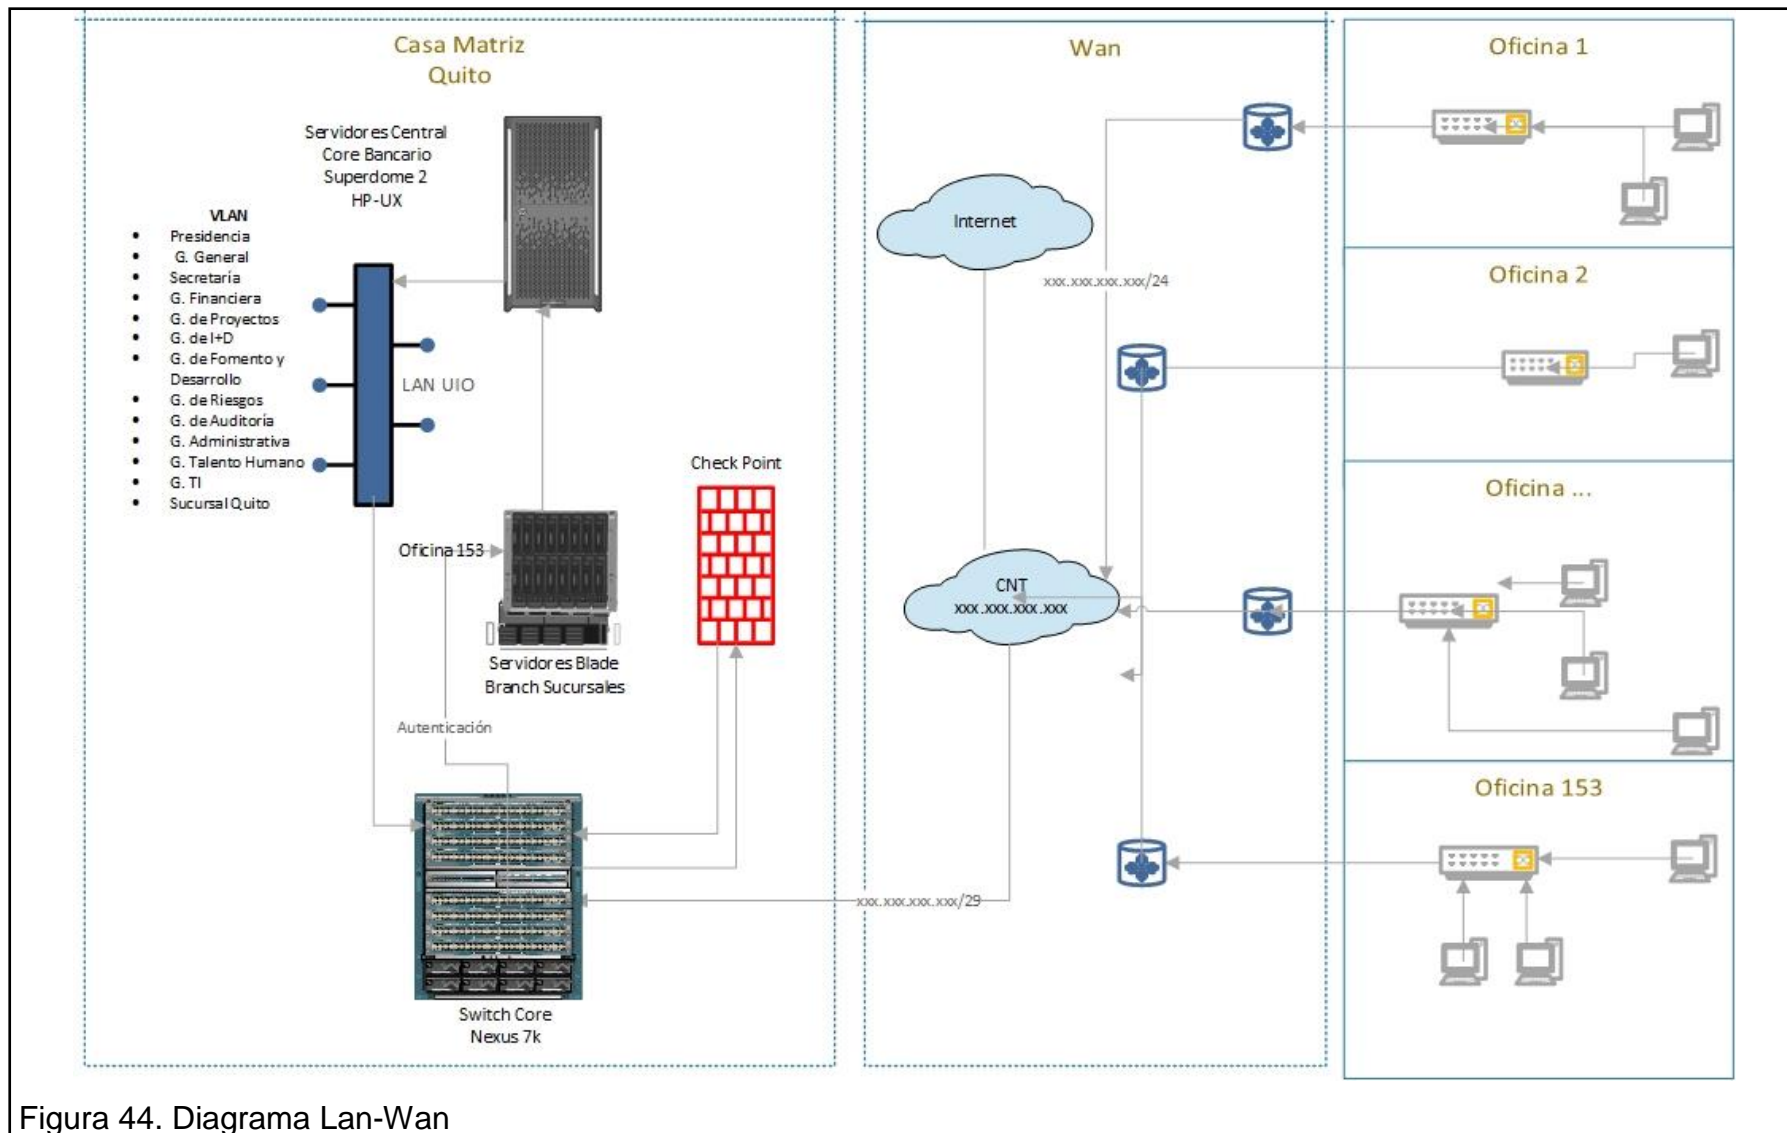 Casa Matriz
Quito
Servidores Central
Core Bancario
Superdome 2
HP-UX
VLAN
• Presidencia
• G. General
• Secretaría
• G. Financiera
• G. de Proyectos
• G. de I+D
• G. de Fomento y
Desarrollo
• G. de Riesgos
• G. de Auditoría
• G. Administrativa
• G. Talento Humano
• G. TI
• Sucursal Quito
LAN UIO
Check Point
Oficina 153
Servidores Blade
Branch Sucursales
Autenticación
Switch Core
Nexus 7k
Wan
Internet
xxx.xxx.xxx.xxx/24
CNT
xxx.xxx.xxx.xxx
xxx.xxx.xxx.xxx/29
Oficina 1
Oficina 2
Oficina ...
Oficina 153
Figura 44. Diagrama Lan-Wan